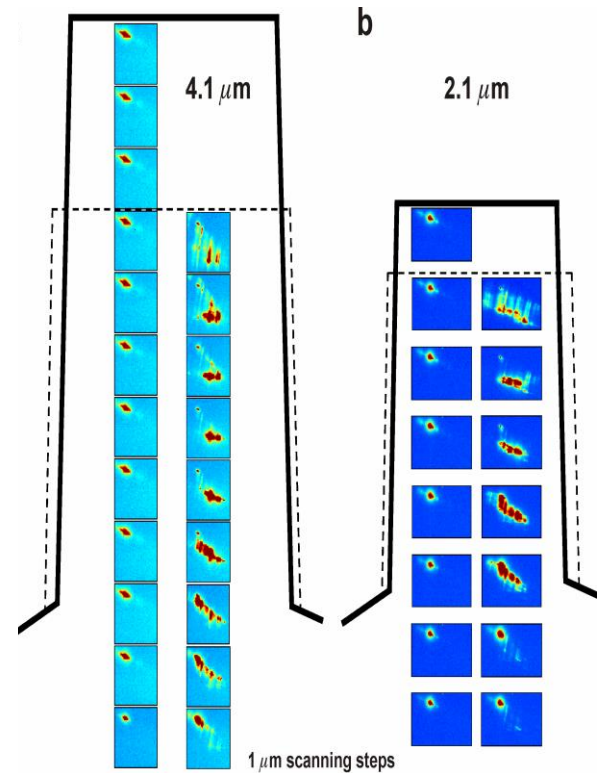 b
4.1 μm
2.1 μm
1 μm scanning steps